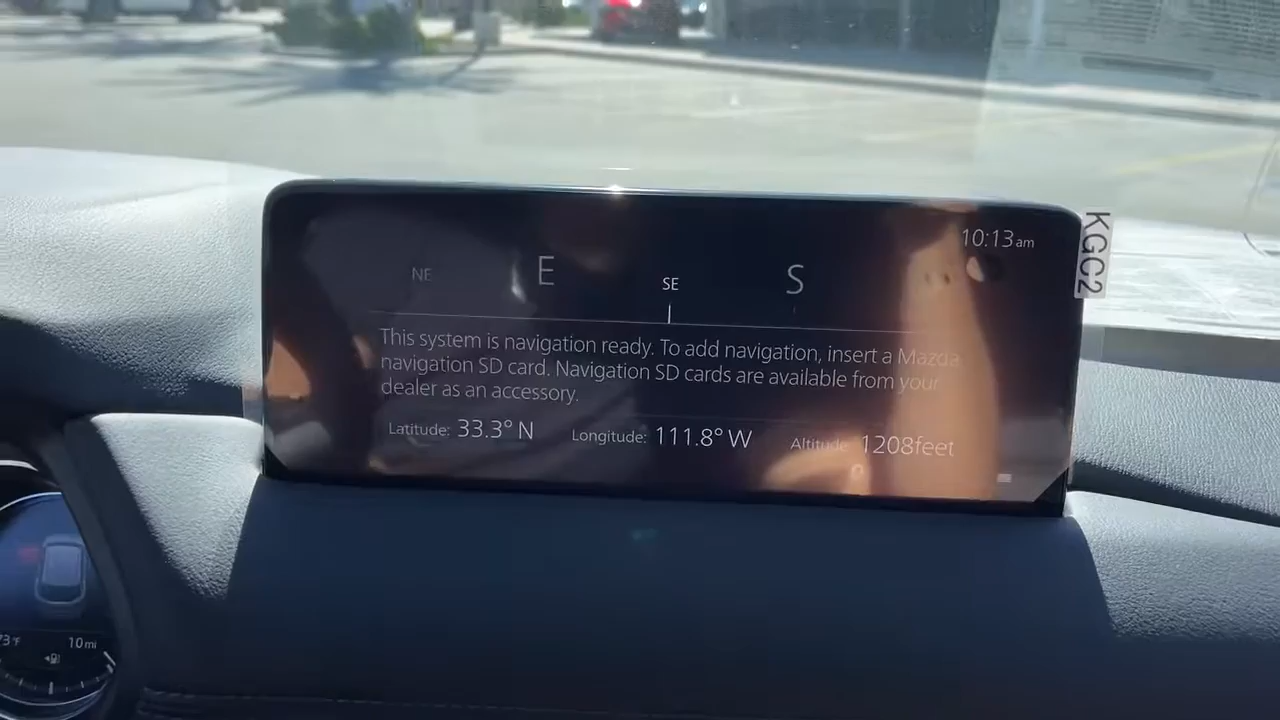 10:13 am
NE E SE S
This system is navigation ready. To add navigation, insert a Mazda
navigation SD card. Navigation SD cards are available from your
dealer as an accessory.
Latitude: 33.3° N Longitude: 111.8° W Altitude: 1208feet
KGC2
73°F 10 mi